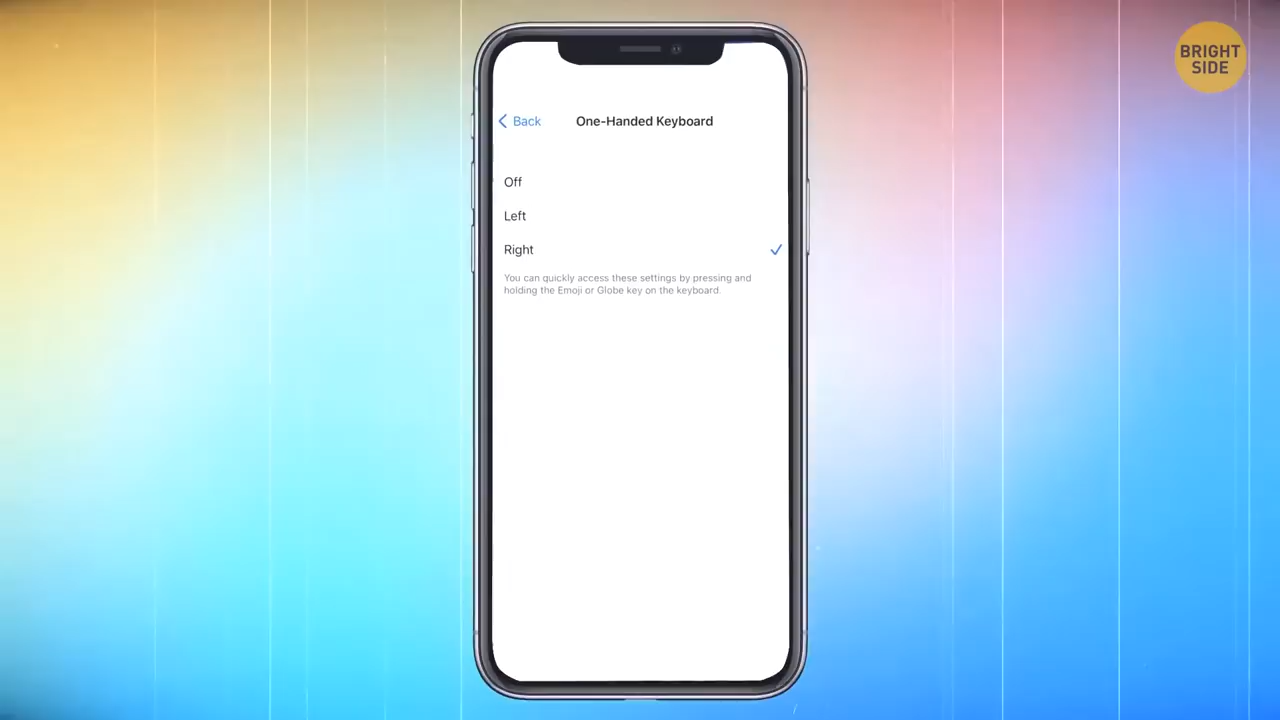 BRIGHT
SIDE
Back
One-Handed Keyboard
Off
Left
Right
You can quickly access these settings by pressing and
holding the Emoji or Globe key on the keyboard.